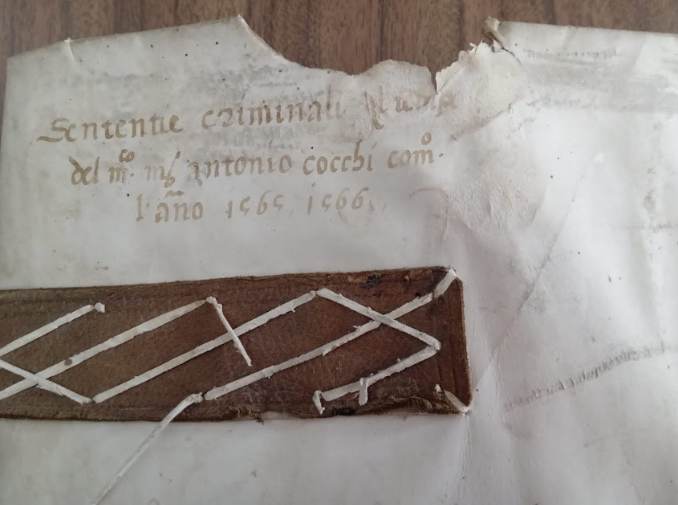 Sententie criminali
del m.co m.s antonio cocchi com.o
l'año 1565, 1566